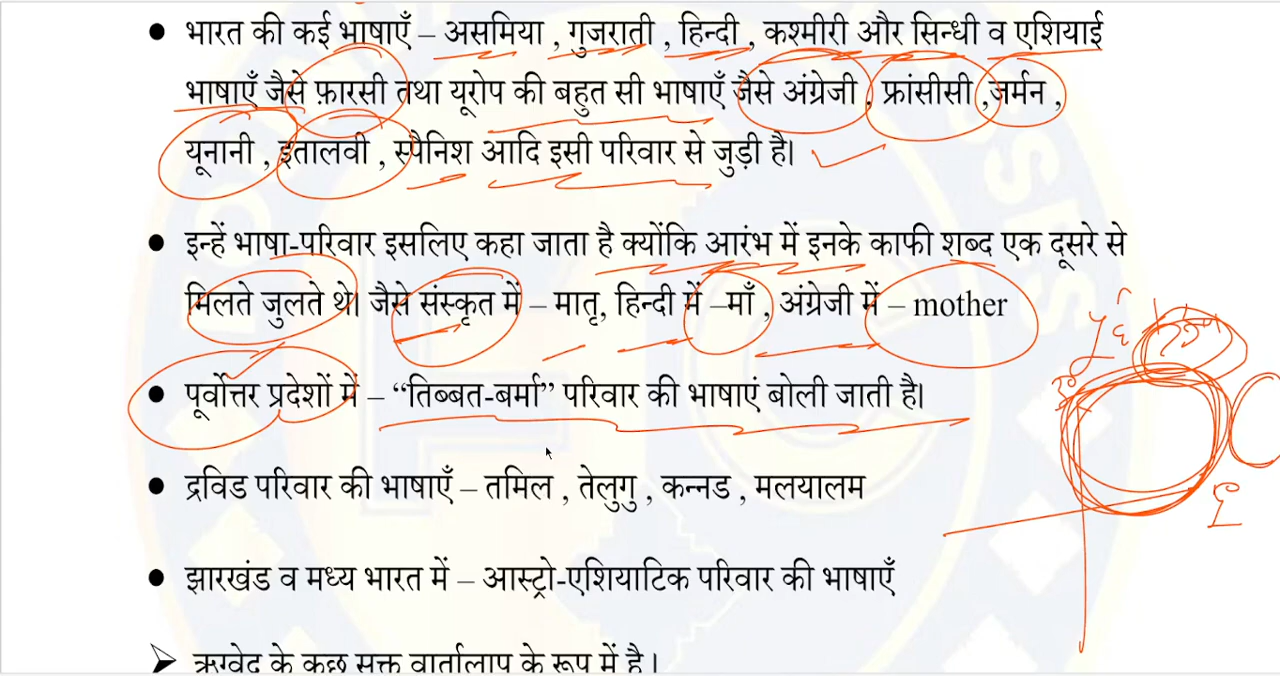 ● भारत की कई भाषाएँ – असमिया , गुजराती , हिन्दी , कश्मीरी और सिन्धी व एशियाई
भाषाएँ जैसे फ़ारसी तथा यूरोप की बहुत सी भाषाएँ जैसे अंग्रेजी , फ्रांसीसी ,जर्मन ,
यूनानी , इतालवी , स्पैनिश आदि इसी परिवार से जुड़ी है।
● इन्हें भाषा-परिवार इसलिए कहा जाता है क्योंकि आरंभ में इनके काफी शब्द एक दूसरे से
मिलते जुलते थे। जैसे संस्कृत में – मातृ, हिन्दी में –माँ , अंग्रेजी में – mother
● पूर्वोत्तर प्रदेशों में – “तिब्बत-बर्मा” परिवार की भाषाएं बोली जाती है।
● द्रविड परिवार की भाषाएँ – तमिल , तेलुगु , कन्नड , मलयालम
● झारखंड व मध्य भारत में – आस्ट्रो-एशियाटिक परिवार की भाषाएँ
➤ ऋग्वेद के कुछ सूक्त वार्तालाप के रूप में है।